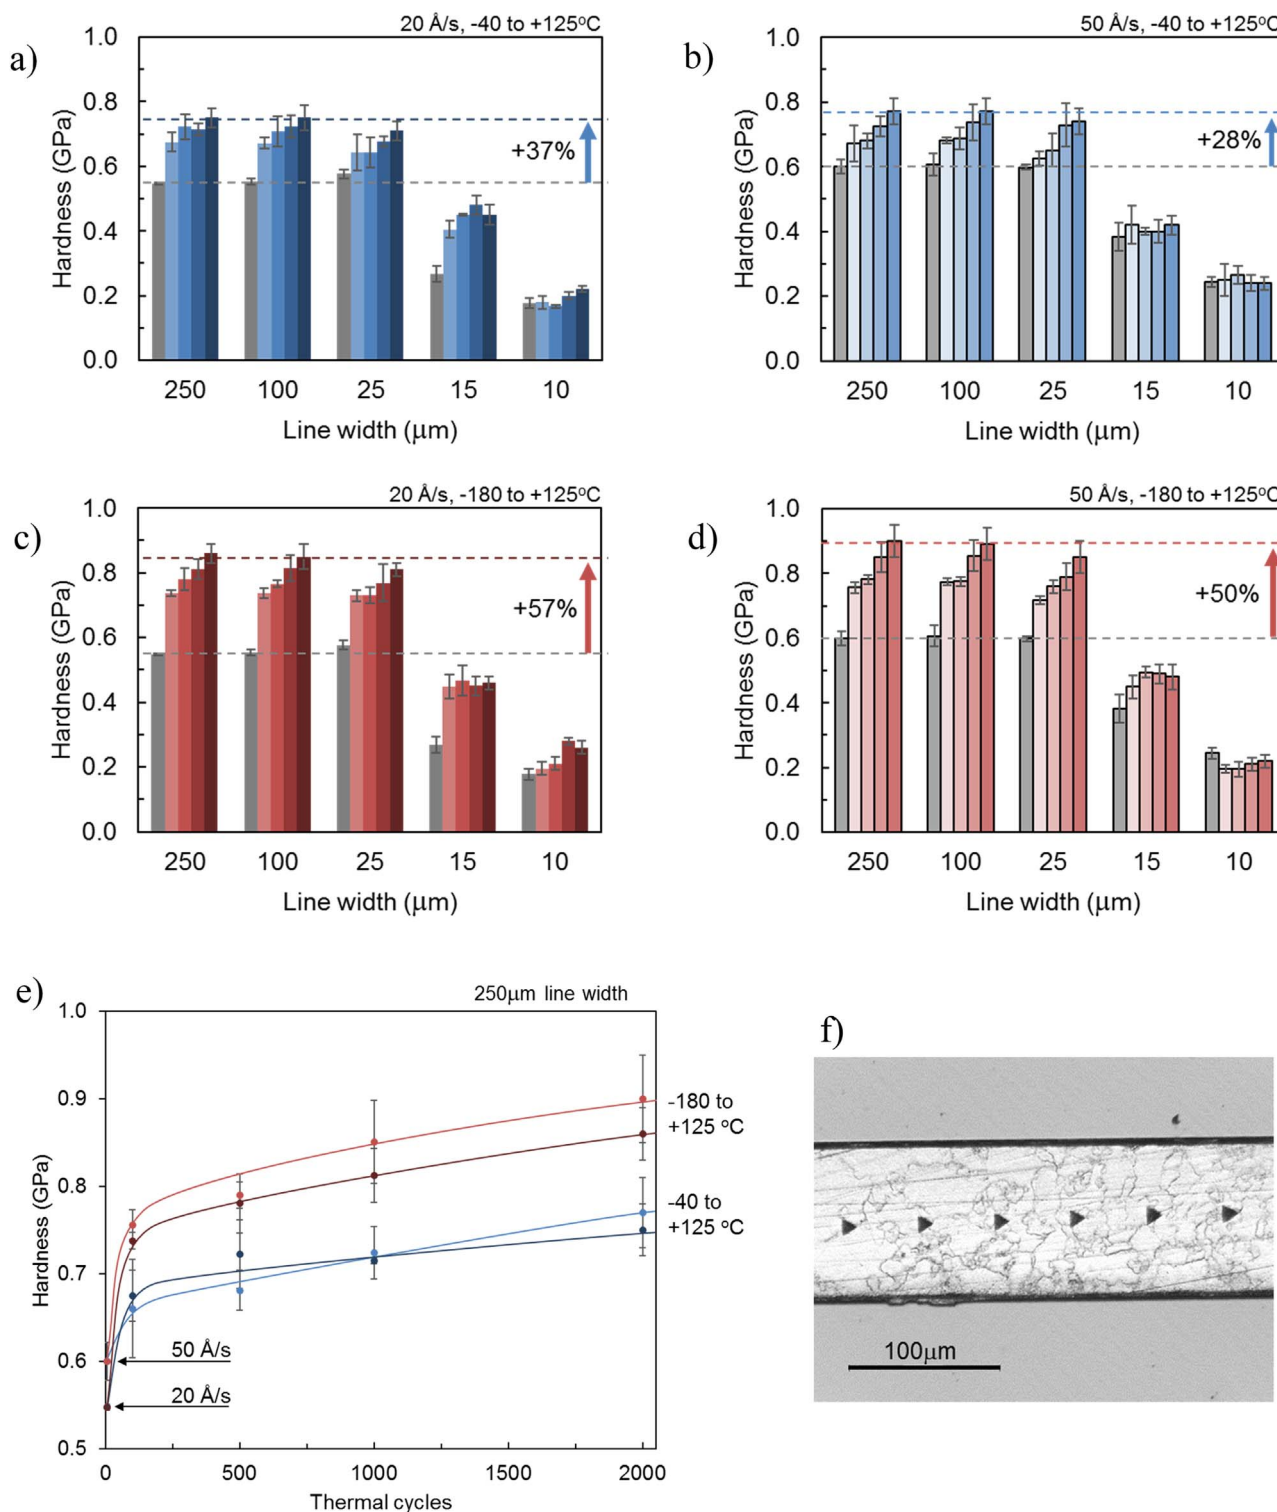 a)
20 Å/s, -40 to +125ºC
Hardness (GPa)
1.0
0.8
0.6
0.4
0.2
0.0
+37%
250 100 25 15 10
Line width (µm)
b)
50 Å/s, -40 to +125ºC
Hardness (GPa)
1.0
0.8
0.6
0.4
0.2
0.0
+28%
250 100 25 15 10
Line width (µm)
c)
20 Å/s, -180 to +125ºC
Hardness (GPa)
1.0
0.8
0.6
0.4
0.2
0.0
+57%
250 100 25 15 10
Line width (µm)
d)
50 Å/s, -180 to +125ºC
Hardness (GPa)
1.0
0.8
0.6
0.4
0.2
0.0
+50%
250 100 25 15 10
Line width (µm)
e)
250µm line width
Hardness (GPa)
1.0
0.9
0.8
0.7
0.6
0.5
-180 to
+125 ºC
-40 to
+125 ºC
50 Å/s
20 Å/s
0 500 1000 1500 2000
Thermal cycles
f)
100µm